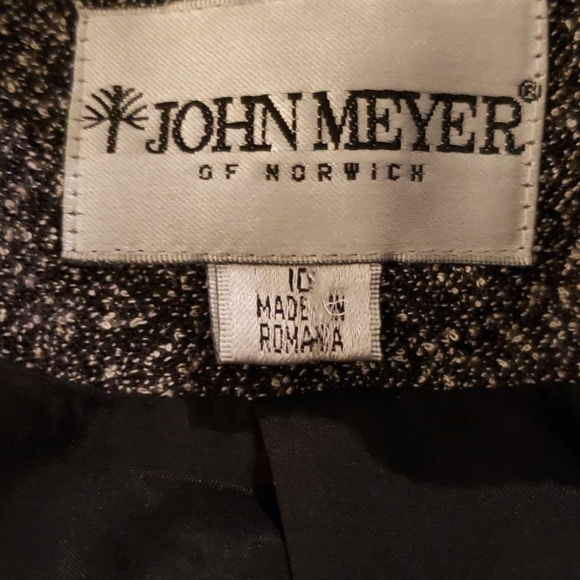 JOHN MEYER®
OF NORWICH
10
MADE IN
ROMANIA